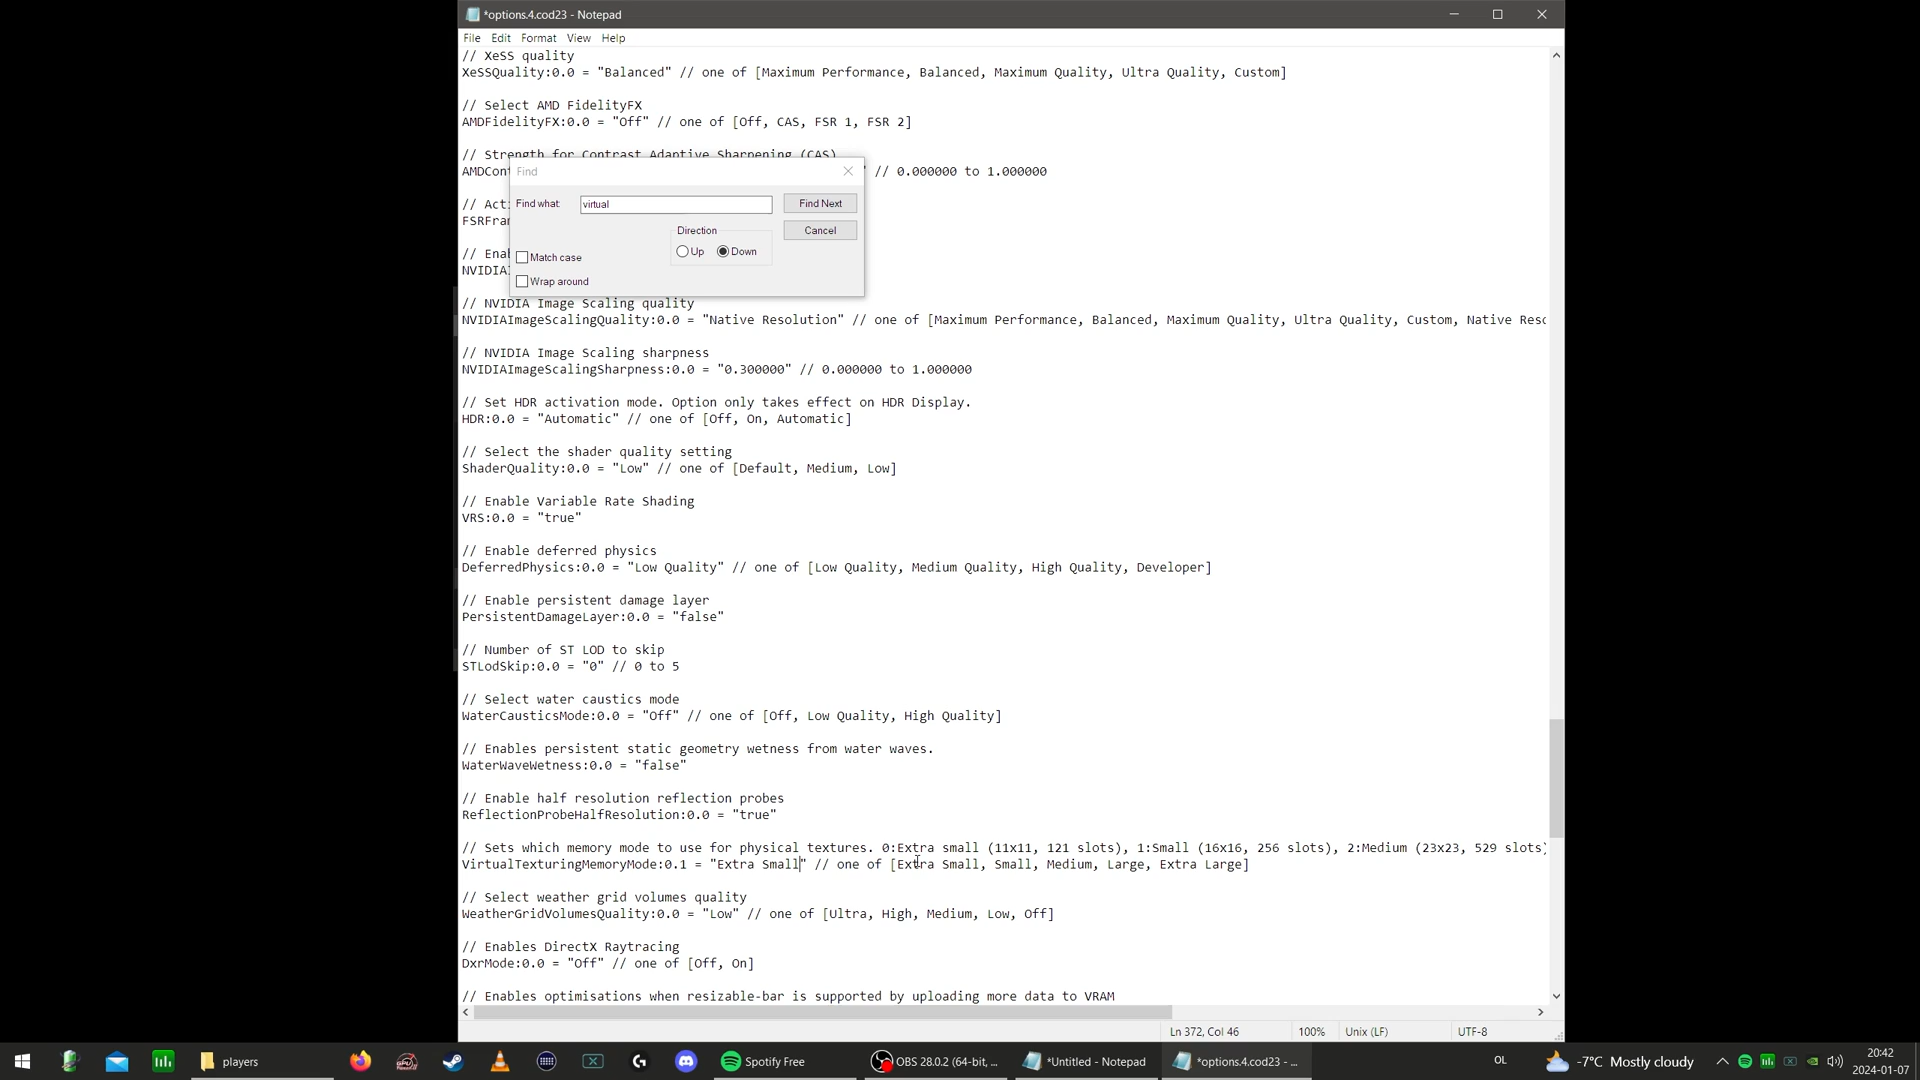 *options.4.cod23 - Notepad
File Edit Format View Help
// XeSS quality
XeSSQuality:0.0 = "Balanced" // one of [Maximum Performance, Balanced, Maximum Quality, Ultra Quality, Custom]
// Select AMD FidelityFX
AMDFidelityFX:0.0 = "Off" // one of [Off, CAS, FSR 1, FSR 2]
// Strength for Contrast Adaptive Sharpening (CAS)
AMDCont " // 0.000000 to 1.000000
// Acti
FSRFram
// Enab
NVIDIAI
Find
Find what: virtual Find Next
Direction Cancel
Up Down
Match case
Wrap around
// NVIDIA Image Scaling quality
NVIDIAImageScalingQuality:0.0 = "Native Resolution" // one of [Maximum Performance, Balanced, Maximum Quality, Ultra Quality, Custom, Native Reso
// NVIDIA Image Scaling sharpness
NVIDIAImageScalingSharpness:0.0 = "0.300000" // 0.000000 to 1.000000
// Set HDR activation mode. Option only takes effect on HDR Display.
HDR:0.0 = "Automatic" // one of [Off, On, Automatic]
// Select the shader quality setting
ShaderQuality:0.0 = "Low" // one of [Default, Medium, Low]
// Enable Variable Rate Shading
VRS:0.0 = "true"
// Enable deferred physics
DeferredPhysics:0.0 = "Low Quality" // one of [Low Quality, Medium Quality, High Quality, Developer]
// Enable persistent damage layer
PersistentDamageLayer:0.0 = "false"
// Number of ST LOD to skip
STLodSkip:0.0 = "0" // 0 to 5
// Select water caustics mode
WaterCausticsMode:0.0 = "Off" // one of [Off, Low Quality, High Quality]
// Enables persistent static geometry wetness from water waves.
WaterWaveWetness:0.0 = "false"
// Enable half resolution reflection probes
ReflectionProbeHalfResolution:0.0 = "true"
// Sets which memory mode to use for physical textures. 0:Extra small (11x11, 121 slots), 1:Small (16x16, 256 slots), 2:Medium (23x23, 529 slots)
VirtualTexturingMemoryMode:0.1 = "Extra Small" // one of [Extra Small, Small, Medium, Large, Extra Large]
// Select weather grid volumes quality
WeatherGridVolumesQuality:0.0 = "Low" // one of [Ultra, High, Medium, Low, Off]
// Enables DirectX Raytracing
DxrMode:0.0 = "Off" // one of [Off, On]
// Enables optimisations when resizable-bar is supported by uploading more data to VRAM
Ln 372, Col 46 100% Unix (LF) UTF-8
players Spotify Free OBS 28.0.2 (64-bit, ... *Untitled - Notepad *options.4.cod23 - ... OL -7°C Mostly cloudy 20:42
2024-01-07